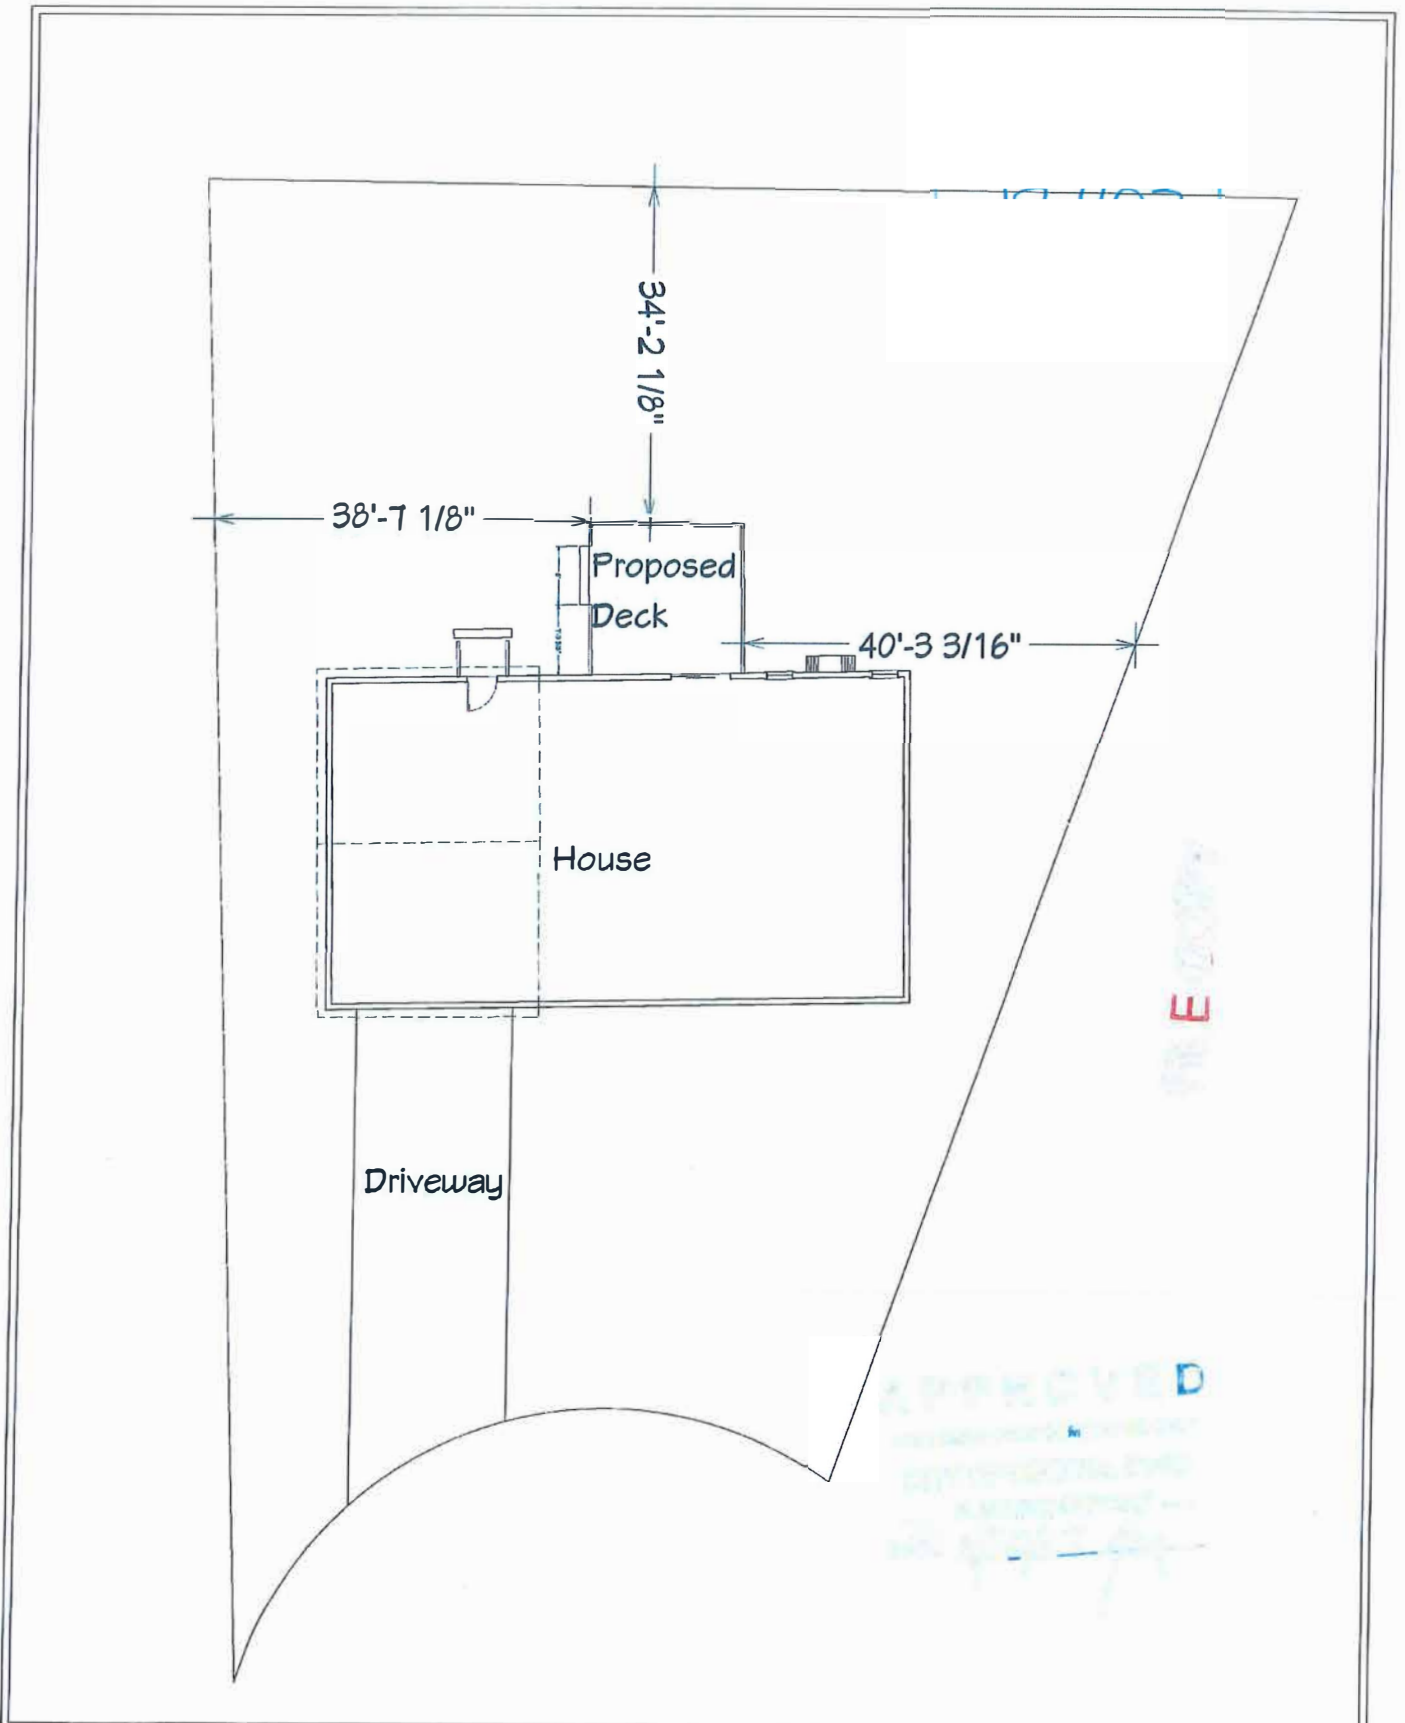 34'-2 1/8"
38'-7 1/8"
Proposed
Deck
40'-3 3/16"
House
E
Driveway
D